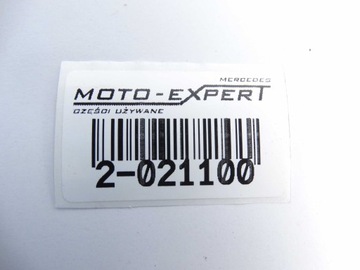 MERCEDES
MOTO-EXPERT
CZĘŚCI UŻYWANE
2-021100